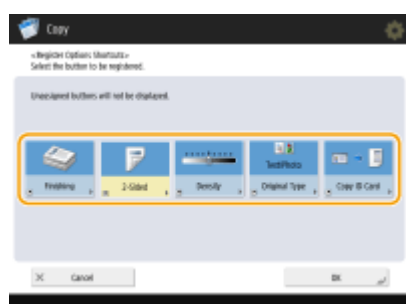 Copy
<Register Options Shortcuts>
Select the button to be registered.
Unassigned buttons will not be displayed.
Text/Photo
Finishing
2-Sided
Density
Original Type
Copy ID Card
Cancel
OK